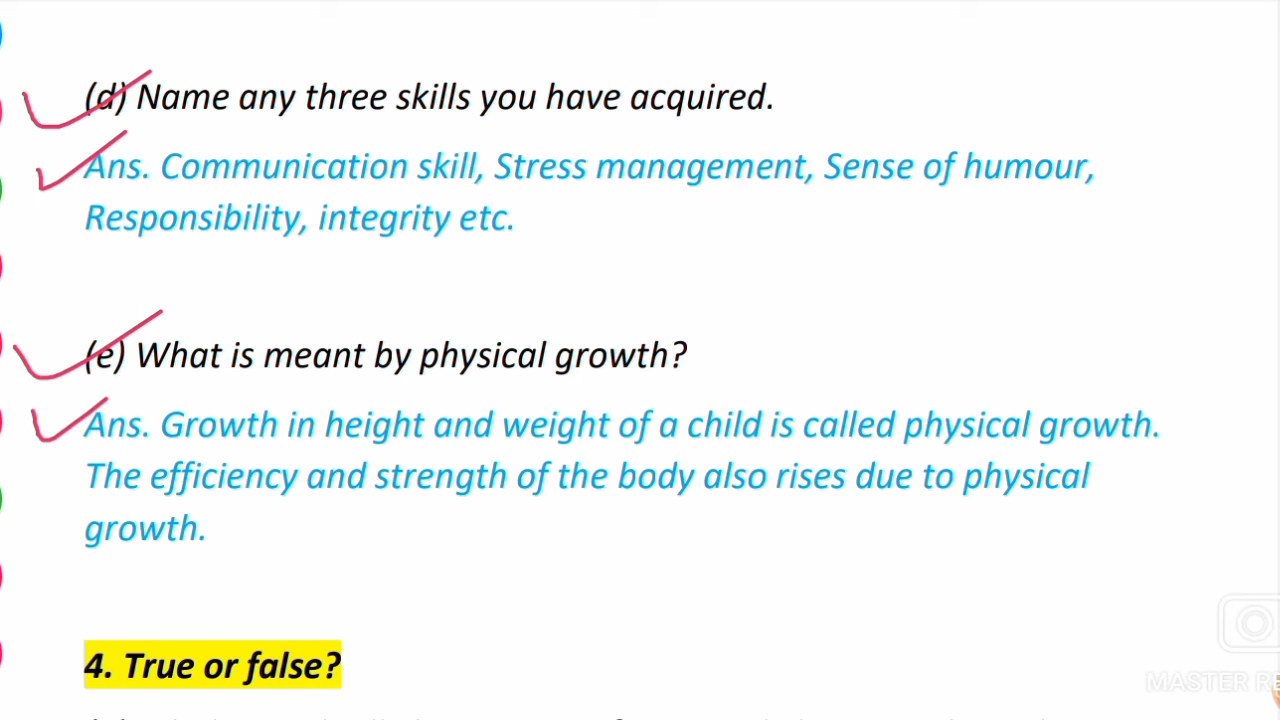 (d) Name any three skills you have acquired.
Ans. Communication skill, Stress management, Sense of humour,
Responsibility, integrity etc.
(e) What is meant by physical growth?
Ans. Growth in height and weight of a child is called physical growth.
The efficiency and strength of the body also rises due to physical
growth.
4. True or false?
MASTER